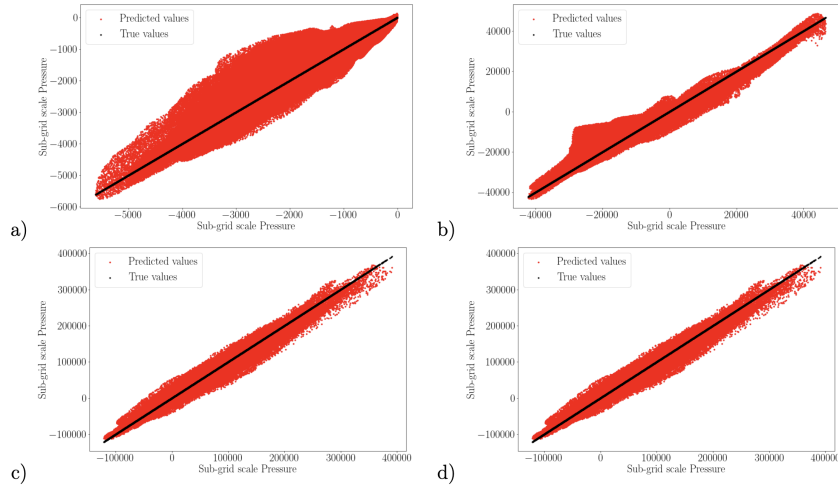 Predicted values
True values
0
−1000
−2000
−3000
−4000
−5000
−6000
Sub-grid scale Pressure
−5000
−4000
−3000
−2000
−1000
0
Sub-grid scale Pressure
a)
Predicted values
True values
40000
20000
0
−20000
−40000
Sub-grid scale Pressure
−40000
−20000
0
20000
40000
Sub-grid scale Pressure
b)
Predicted values
True values
400000
300000
200000
100000
0
−100000
Sub-grid scale Pressure
−100000
0
100000
200000
300000
400000
Sub-grid scale Pressure
c)
Predicted values
True values
400000
300000
200000
100000
0
−100000
Sub-grid scale Pressure
−100000
0
100000
200000
300000
400000
Sub-grid scale Pressure
d)